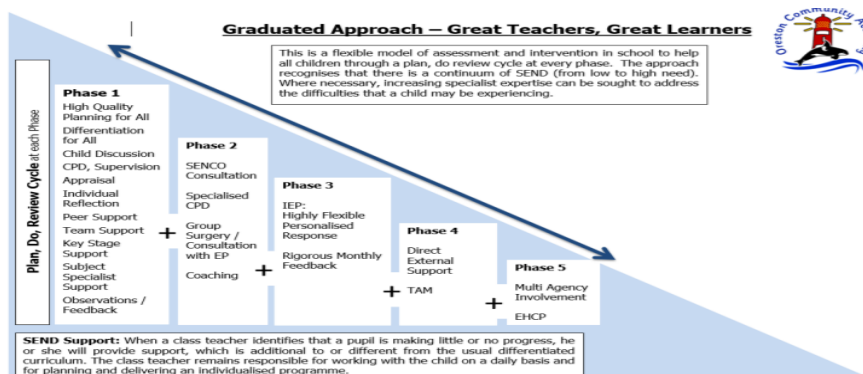 Graduated Approach – Great Teachers, Great Learners
Oreston Community
This is a flexible model of assessment and intervention in school to help
all children through a plan, do review cycle at every phase. The approach
recognises that there is a continuum of SEND (from low to high need).
Where necessary, increasing specialist expertise can be sought to address
the difficulties that a child may be experiencing.
Plan, Do, Review Cycle at each Phase
Phase 1
High Quality
Planning for All
Differentiation
for All
Child Discussion
CPD, Supervision
Appraisal
Individual
Reflection
Peer Support
Team Support
Key Stage
Support
Subject
Specialist
Support
Observations /
Feedback
+
Phase 2
SENCO
Consultation
Specialised
CPD
Group
Surgery /
Consultation
with EP
Coaching
+
Phase 3
IEP:
Highly Flexible
Personalised
Response
Rigorous Monthly
Feedback
+
Phase 4
Direct
External
Support
TAM
+
Phase 5
Multi Agency
Involvement
EHCP
SEND Support: When a class teacher identifies that a pupil is making little or no progress, he
or she will provide support, which is additional to or different from the usual differentiated
curriculum. The class teacher remains responsible for working with the child on a daily basis and
for planning and delivering an individualised programme.